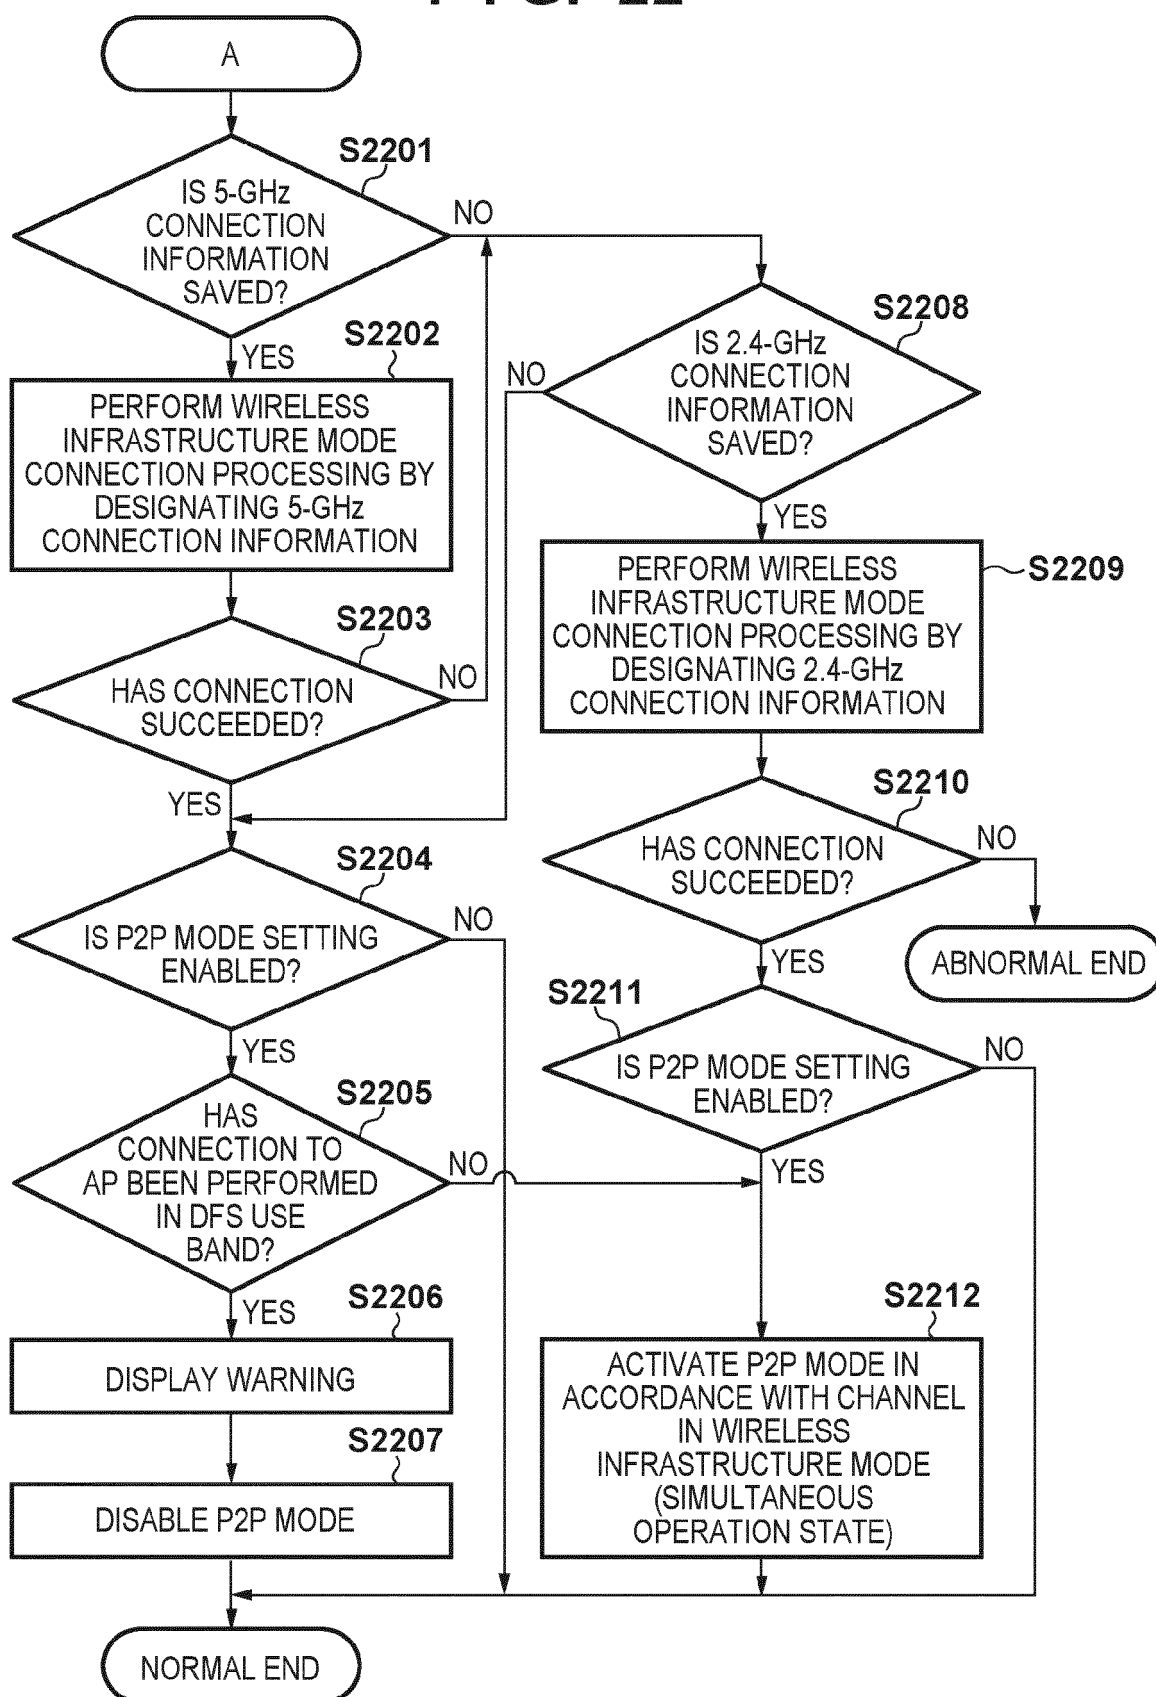 FIG. 22
A
S2201
IS 5-GHz
CONNECTION
INFORMATION
SAVED?
NO
YES
S2202
PERFORM WIRELESS
INFRASTRUCTURE MODE
CONNECTION PROCESSING BY
DESIGNATING 5-GHz
CONNECTION INFORMATION
S2203
HAS CONNECTION
SUCCEEDED?
NO
YES
S2204
IS P2P MODE SETTING
ENABLED?
NO
YES
S2205
HAS
CONNECTION TO
AP BEEN PERFORMED
IN DFS USE
BAND?
NO
YES
S2206
DISPLAY WARNING
S2207
DISABLE P2P MODE
NORMAL END
S2208
IS 2.4-GHz
CONNECTION
INFORMATION
SAVED?
NO
YES
S2209
PERFORM WIRELESS
INFRASTRUCTURE MODE
CONNECTION PROCESSING BY
DESIGNATING 2.4-GHz
CONNECTION INFORMATION
S2210
HAS CONNECTION
SUCCEEDED?
NO
ABNORMAL END
YES
S2211
IS P2P MODE SETTING
ENABLED?
NO
YES
S2212
ACTIVATE P2P MODE IN
ACCORDANCE WITH CHANNEL
IN WIRELESS
INFRASTRUCTURE MODE
(SIMULTANEOUS
OPERATION STATE)